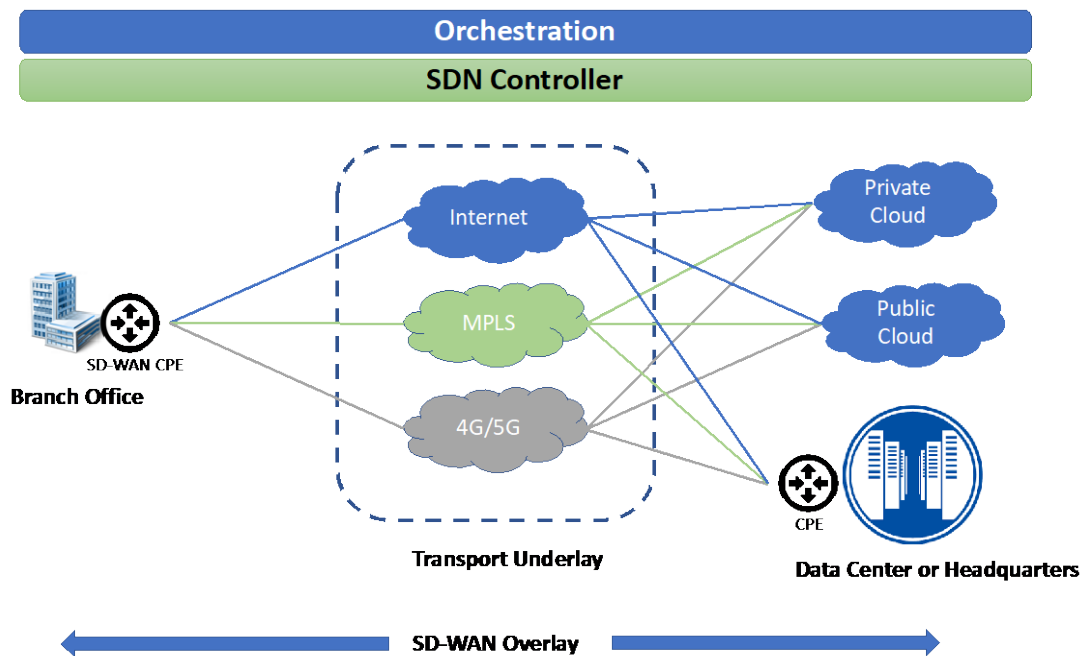 Orchestration
SDN Controller
Internet
Private
Cloud
MPLS
Public
Cloud
SD-WAN CPE
Branch Office
4G/5G
CPE
Transport Underlay
Data Center or Headquarters
SD-WAN Overlay